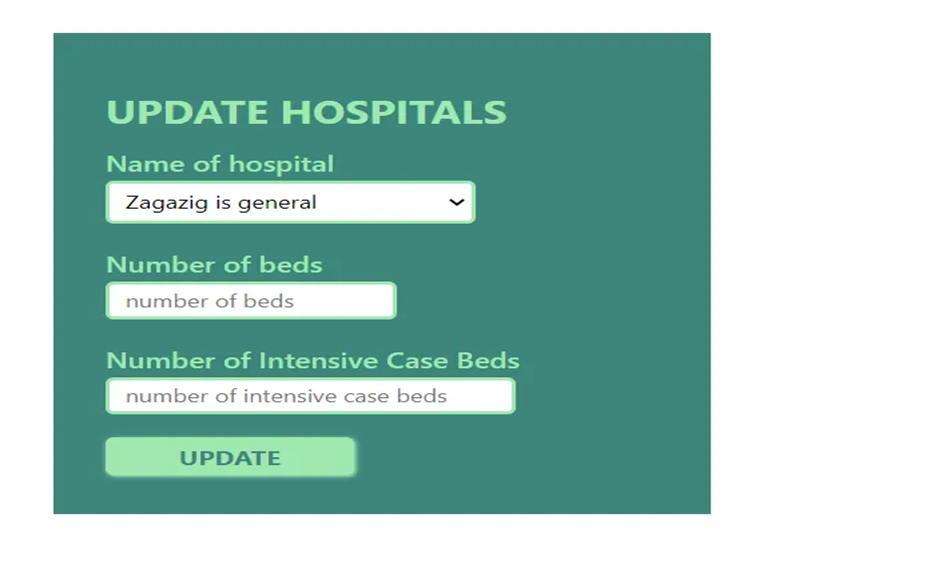 UPDATE HOSPITALS
Name of hospital
Zagazig is general
Number of beds
number of beds
Number of Intensive Case Beds
number of intensive case beds
UPDATE